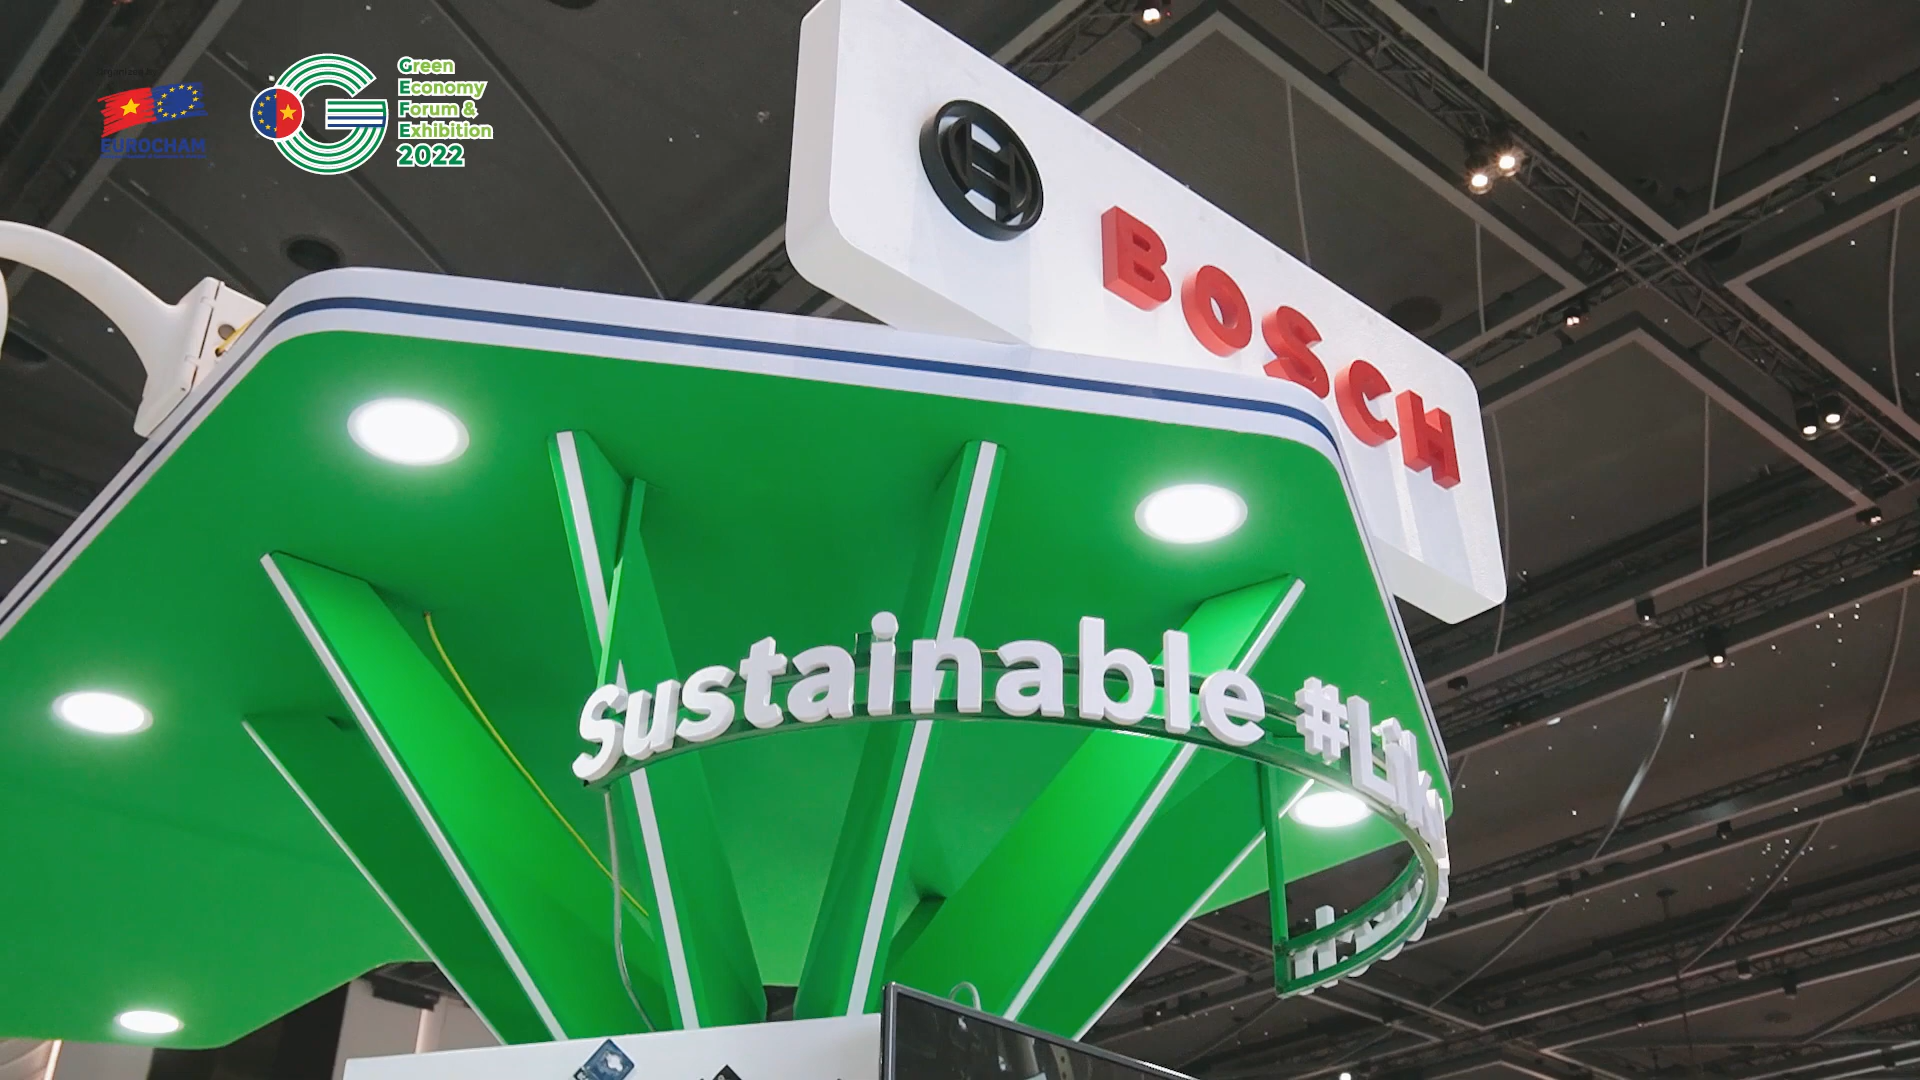 EUROCHAM
Green
Economy
Forum &
Exhibition
2022
BOSCH
Sustainable #Lik